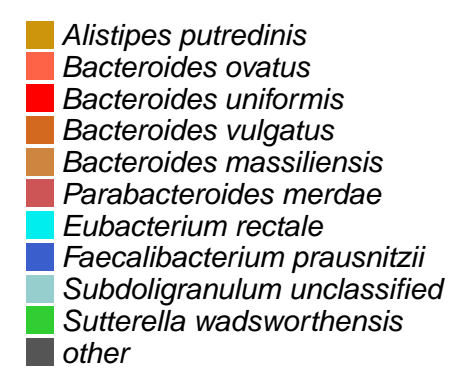 Alistipes putredinis
Bacteroides ovatus
Bacteroides uniformis
Bacteroides vulgatus
Bacteroides massiliensis
Parabacteroides merdae
Eubacterium rectale
Faecalibacterium prausnitzii
Subdoligranulum unclassified
Sutterella wadsworthensis
other